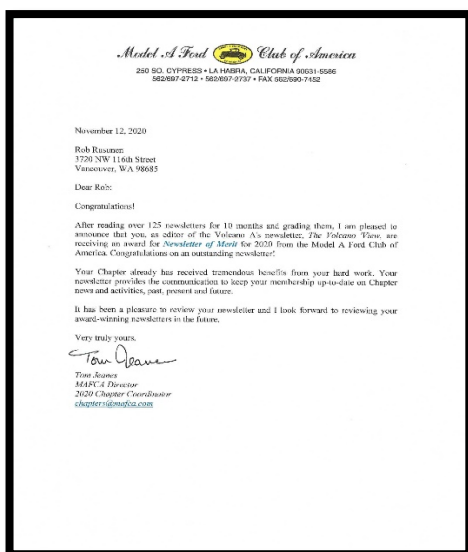 Model A Ford Club of America
250 SO. CYPRESS • LA HABRA, CALIFORNIA 90631-5586
562/697-2712 • 562/697-2737 • FAX 562/690-7452
November 12, 2020
Rob Rusunen
3720 NW 116th Street
Vancouver, WA 98685
Dear Rob:
Congratulations!
After reading over 125 newsletters for 10 months and grading them, I am pleased to
announce that you, as editor of the Volcano A's newsletter, The Volcano View, are
receiving an award for Newsletter of Merit for 2020 from the Model A Ford Club of
America. Congratulations on an outstanding newsletter!
Your Chapter already has received tremendous benefits from your hard work. Your
newsletter provides the communication to keep your membership up-to-date on Chapter
news and activities, past, present and future.
It has been a pleasure to review your newsletter and I look forward to reviewing your
award-winning newsletters in the future.
Very truly yours,
Tom Jeanes
Tom Jeanes
MAFCA Director
2020 Chapter Coordinator
chapters@mafca.com